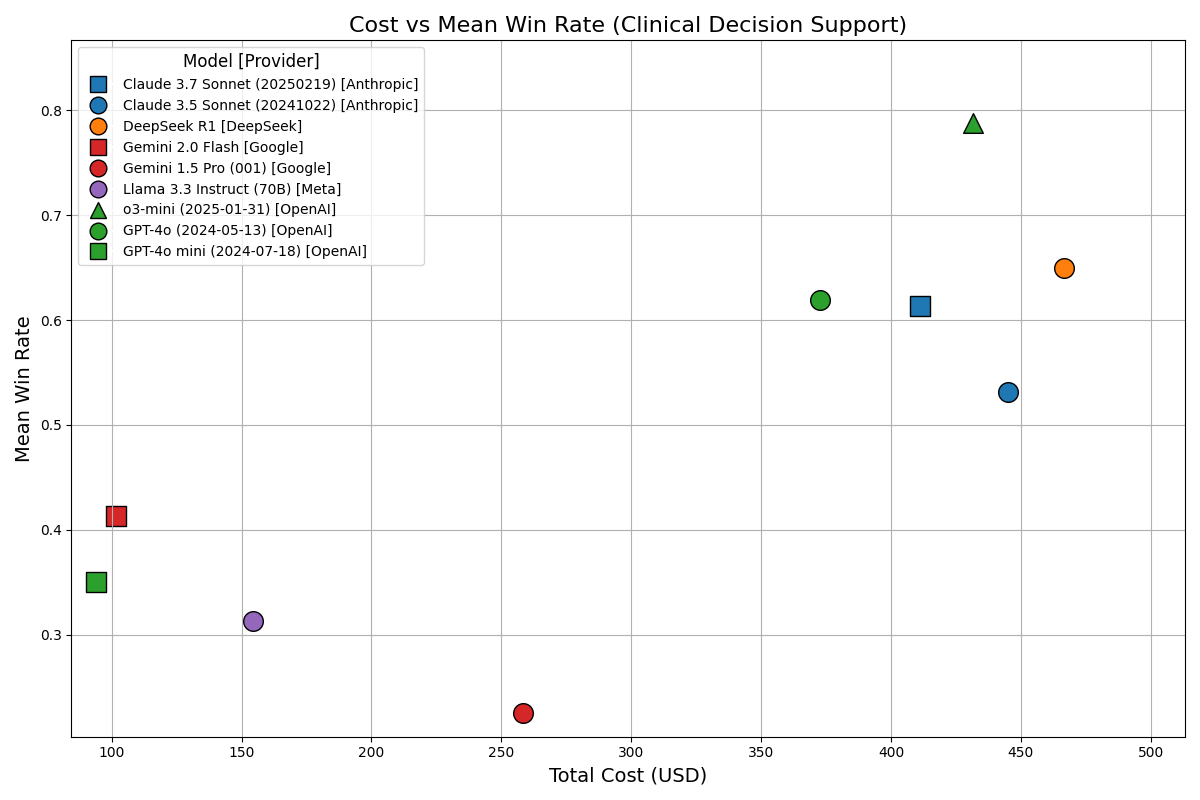 Cost vs Mean Win Rate (Clinical Decision Support)
Model [Provider]
Claude 3.7 Sonnet (20250219) [Anthropic]
Claude 3.5 Sonnet (20241022) [Anthropic]
DeepSeek R1 [DeepSeek]
Gemini 2.0 Flash [Google]
Gemini 1.5 Pro (001) [Google]
Llama 3.3 Instruct (70B) [Meta]
o3-mini (2025-01-31) [OpenAI]
GPT-4o (2024-05-13) [OpenAI]
GPT-4o mini (2024-07-18) [OpenAI]
Mean Win Rate
0.8
0.7
0.6
0.5
0.4
0.3
100 150 200 250 300 350 400 450 500
Total Cost (USD)